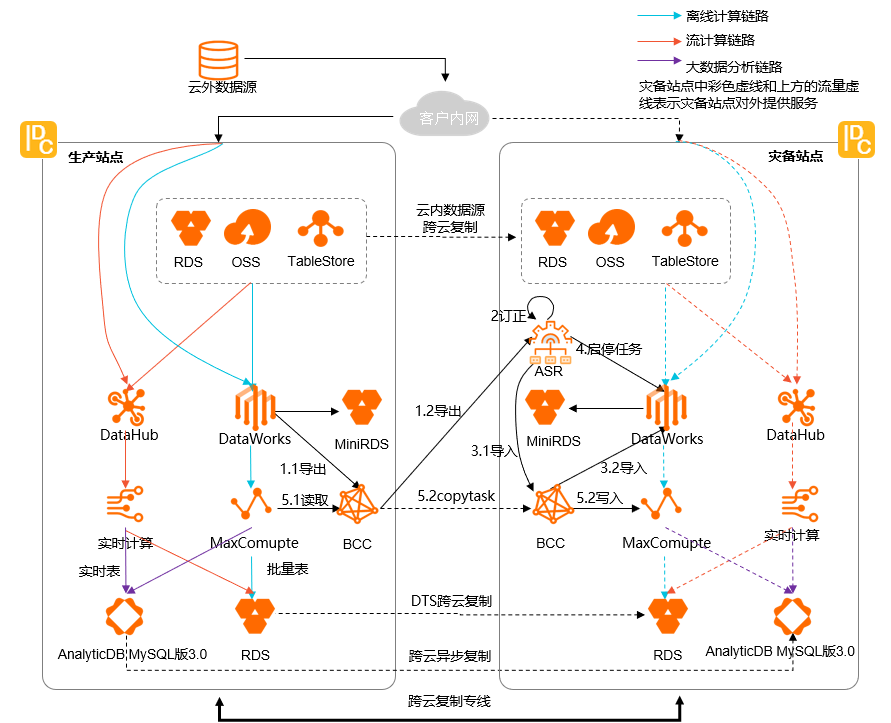 离线计算链路
流计算链路
大数据分析链路
灾备站点中彩色虚线和上方的流量虚
线表示灾备站点对外提供服务
云外数据源
客户内网
IDC
生产站点
IDC
灾备站点
RDS
OSS
TableStore
云内数据源
跨云复制
RDS
OSS
TableStore
2订正
ASR
4.启停任务
DataHub
DataWorks
MiniRDS
1.2导出
MiniRDS
DataWorks
DataHub
1.1导出
3.1导入
3.2导入
5.1读取
5.2copytask
5.2写入
实时计算
MaxComupte
BCC
BCC
MaxComupte
实时计算
实时表
批量表
DTS跨云复制
AnalyticDB MySQL版3.0
RDS
跨云异步复制
RDS
AnalyticDB MySQL版3.0
跨云复制专线